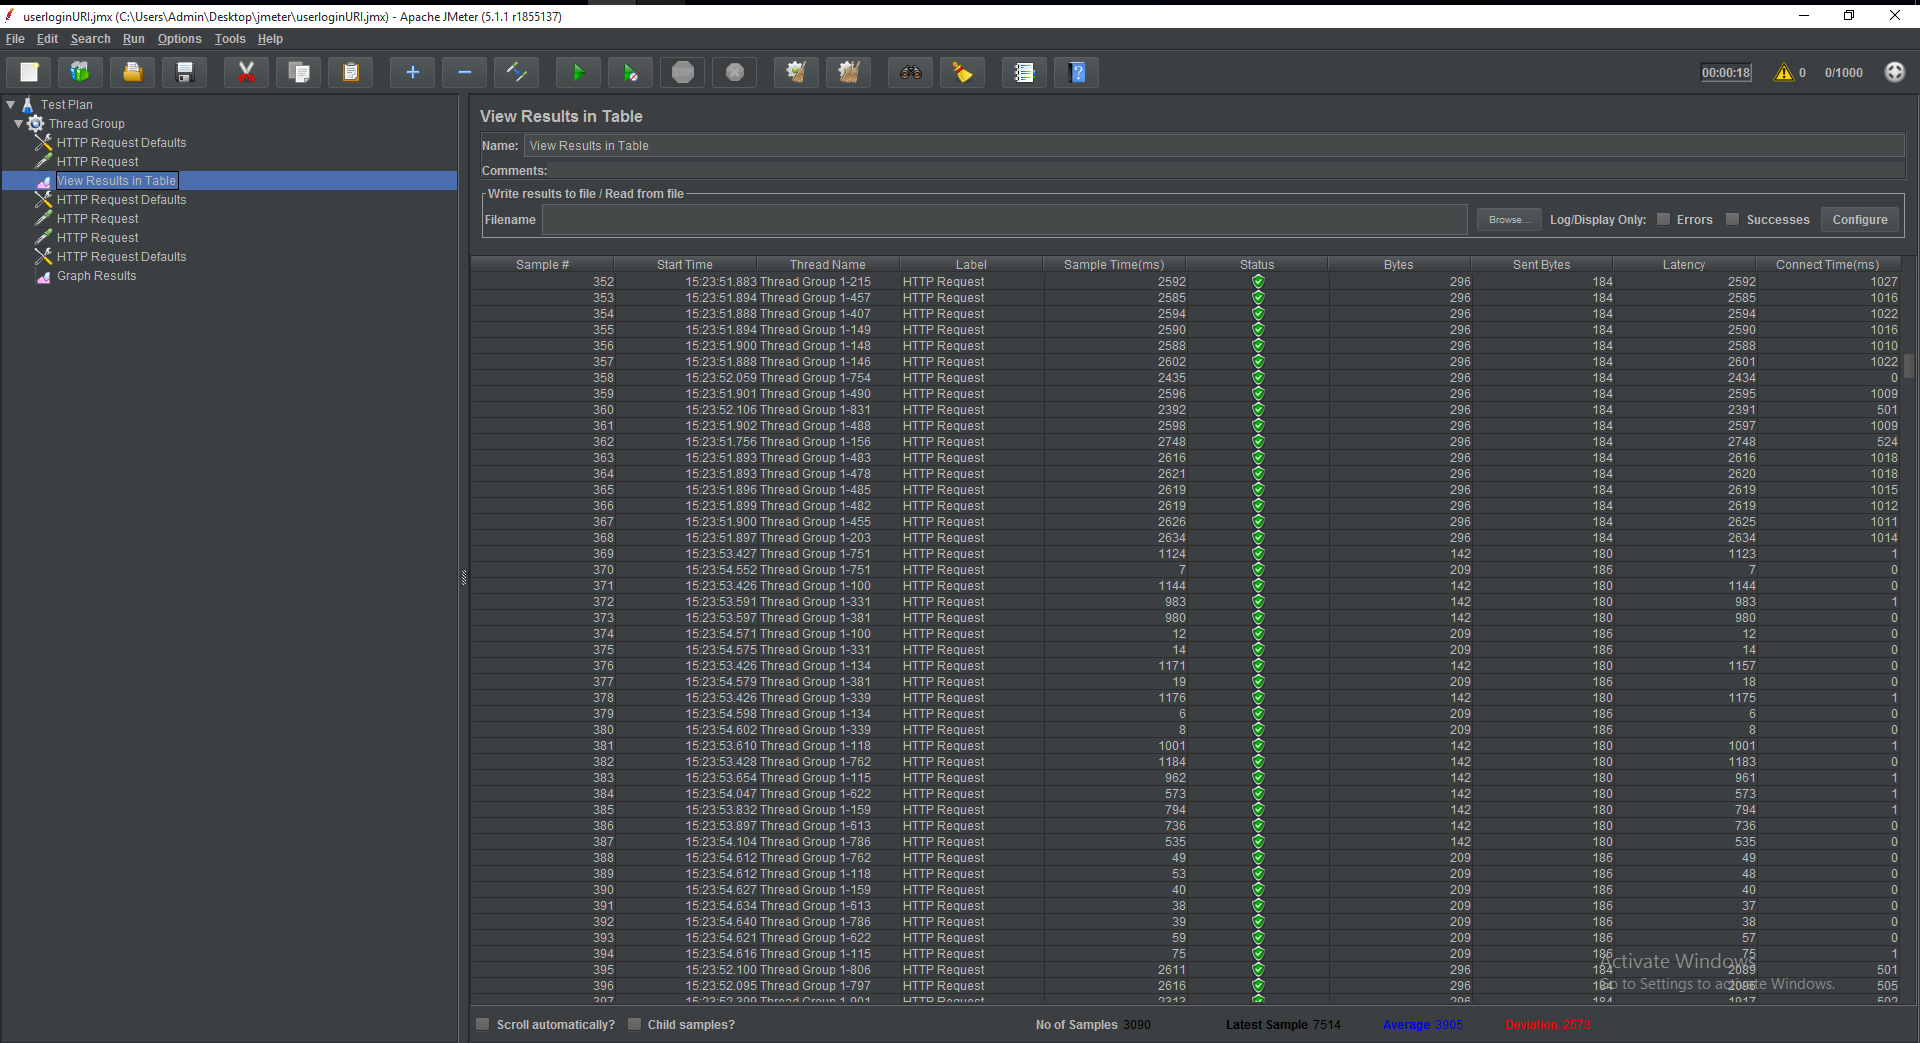 userloginURI.jmx (C:\Users\Admin\Desktop\jmeter\userloginURI.jmx) - Apache JMeter (5.1.1 r1855137)
File Edit Search Run Options Tools Help
STOP
00:00:18 0 0/1000
Test Plan
Thread Group
HTTP Request Defaults
HTTP Request
View Results in Table
HTTP Request Defaults
HTTP Request
HTTP Request
HTTP Request Defaults
Graph Results
View Results in Table
Name: View Results in Table
Comments:
Write results to file / Read from file
Filename Browse... Log/Display Only: Errors Successes Configure
Sample # Start Time Thread Name Label Sample Time(ms) Status Bytes Sent Bytes Latency Connect Time(ms)
352 15:23:51.883 Thread Group 1-215 HTTP Request 2592 296 184 2592 1027
353 15:23:51.894 Thread Group 1-457 HTTP Request 2585 296 184 2585 1016
354 15:23:51.888 Thread Group 1-407 HTTP Request 2594 296 184 2594 1022
355 15:23:51.894 Thread Group 1-149 HTTP Request 2590 296 184 2590 1016
356 15:23:51.900 Thread Group 1-148 HTTP Request 2588 296 184 2588 1010
357 15:23:51.888 Thread Group 1-146 HTTP Request 2602 296 184 2601 1022
358 15:23:52.059 Thread Group 1-754 HTTP Request 2435 296 184 2434 0
359 15:23:51.901 Thread Group 1-490 HTTP Request 2596 296 184 2595 1009
360 15:23:52.106 Thread Group 1-831 HTTP Request 2392 296 184 2391 501
361 15:23:51.902 Thread Group 1-488 HTTP Request 2598 296 184 2597 1009
362 15:23:51.756 Thread Group 1-156 HTTP Request 2748 296 184 2748 524
363 15:23:51.893 Thread Group 1-483 HTTP Request 2616 296 184 2616 1018
364 15:23:51.893 Thread Group 1-478 HTTP Request 2621 296 184 2620 1018
365 15:23:51.896 Thread Group 1-485 HTTP Request 2619 296 184 2619 1015
366 15:23:51.899 Thread Group 1-482 HTTP Request 2619 296 184 2619 1012
367 15:23:51.900 Thread Group 1-455 HTTP Request 2626 296 184 2625 1011
368 15:23:51.897 Thread Group 1-203 HTTP Request 2634 296 184 2634 1014
369 15:23:53.427 Thread Group 1-751 HTTP Request 1124 142 180 1123 1
370 15:23:54.552 Thread Group 1-751 HTTP Request 7 209 186 7 0
371 15:23:53.426 Thread Group 1-100 HTTP Request 1144 142 180 1144 0
372 15:23:53.591 Thread Group 1-331 HTTP Request 983 142 180 983 1
373 15:23:53.597 Thread Group 1-381 HTTP Request 980 142 180 980 0
374 15:23:54.571 Thread Group 1-100 HTTP Request 12 209 186 12 0
375 15:23:54.575 Thread Group 1-331 HTTP Request 14 209 186 14 0
376 15:23:53.426 Thread Group 1-134 HTTP Request 1171 142 180 1157 0
377 15:23:54.579 Thread Group 1-381 HTTP Request 19 209 186 18 0
378 15:23:53.426 Thread Group 1-339 HTTP Request 1176 142 180 1175 1
379 15:23:54.598 Thread Group 1-134 HTTP Request 6 209 186 6 0
380 15:23:54.602 Thread Group 1-339 HTTP Request 8 209 186 8 0
381 15:23:53.610 Thread Group 1-118 HTTP Request 1001 142 180 1001 1
382 15:23:53.428 Thread Group 1-762 HTTP Request 1184 142 180 1183 0
383 15:23:53.654 Thread Group 1-115 HTTP Request 962 142 180 961 1
384 15:23:54.047 Thread Group 1-622 HTTP Request 573 142 180 573 1
385 15:23:53.832 Thread Group 1-159 HTTP Request 794 142 180 794 1
386 15:23:53.897 Thread Group 1-613 HTTP Request 736 142 180 736 0
387 15:23:54.104 Thread Group 1-786 HTTP Request 535 142 180 535 0
388 15:23:54.612 Thread Group 1-762 HTTP Request 49 209 186 49 0
389 15:23:54.612 Thread Group 1-118 HTTP Request 53 209 186 48 0
390 15:23:54.627 Thread Group 1-159 HTTP Request 40 209 186 40 0
391 15:23:54.634 Thread Group 1-613 HTTP Request 38 209 186 37 0
392 15:23:54.640 Thread Group 1-786 HTTP Request 39 209 186 38 0
393 15:23:54.621 Thread Group 1-622 HTTP Request 59 209 186 57 0
394 15:23:54.616 Thread Group 1-115 HTTP Request 75 209 186 75 1
395 15:23:52.100 Thread Group 1-806 HTTP Request 2611 296 184 2089 501
396 15:23:52.095 Thread Group 1-797 HTTP Request 2616 296 184 2096 505
397 15:23:52.399 Thread Group 1-901 HTTP Request 2313 296 184 1917 502
Activate Windows
Go to Settings to activate Windows.
Scroll automatically? Child samples? No of Samples 3090 Latest Sample 7514 Average 3905 Deviation 2573